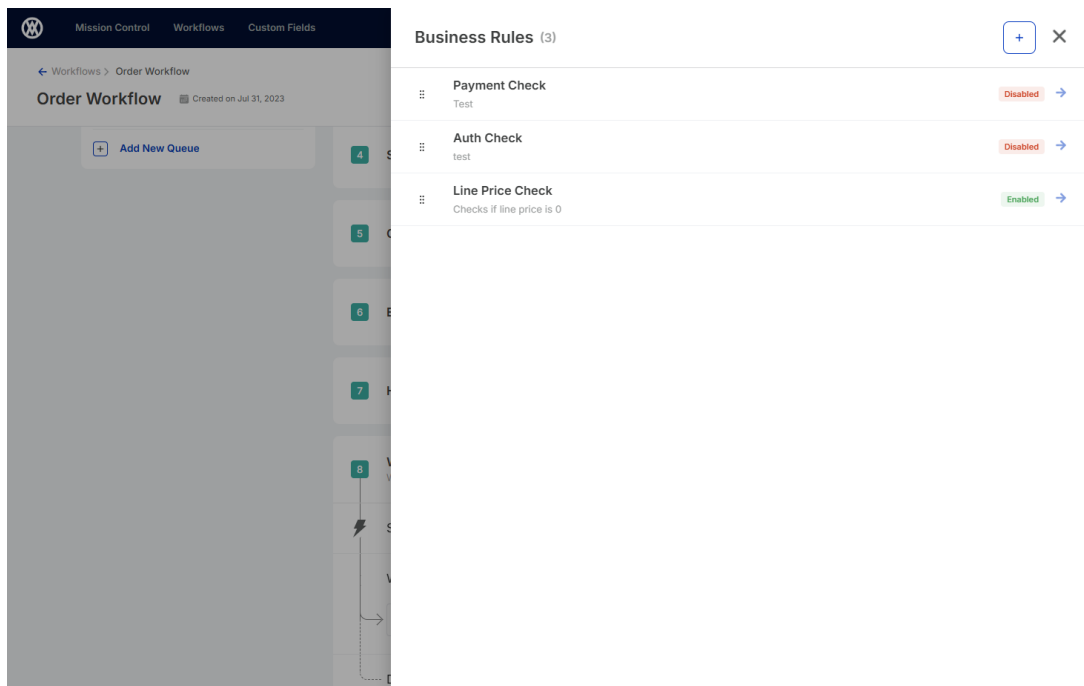 Mission Control Workflows Custom Fields
Workflows > Order Workflow
Order Workflow Created on Jul 31, 2023
Add New Queue
4
5
6
7
8
Business Rules (3)
+
Payment Check
Test
Disabled
Auth Check
test
Disabled
Line Price Check
Checks if line price is 0
Enabled